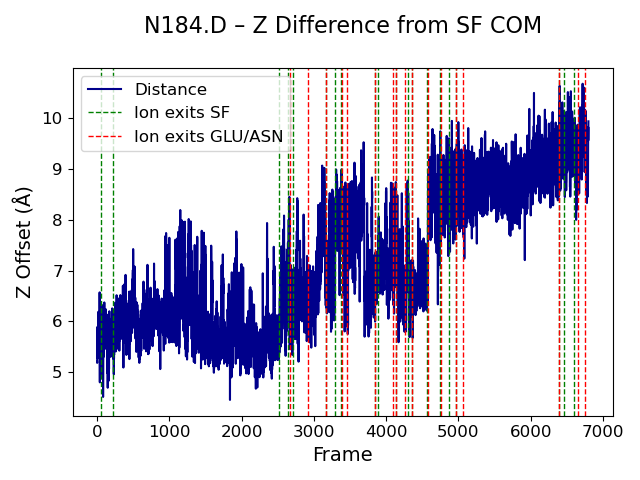 N184.D – Z Difference from SF COM
Distance
Ion exits SF
Ion exits GLU/ASN
Z Offset (Å)
10
9
8
7
6
5
0
1000
2000
3000
4000
5000
6000
7000
Frame